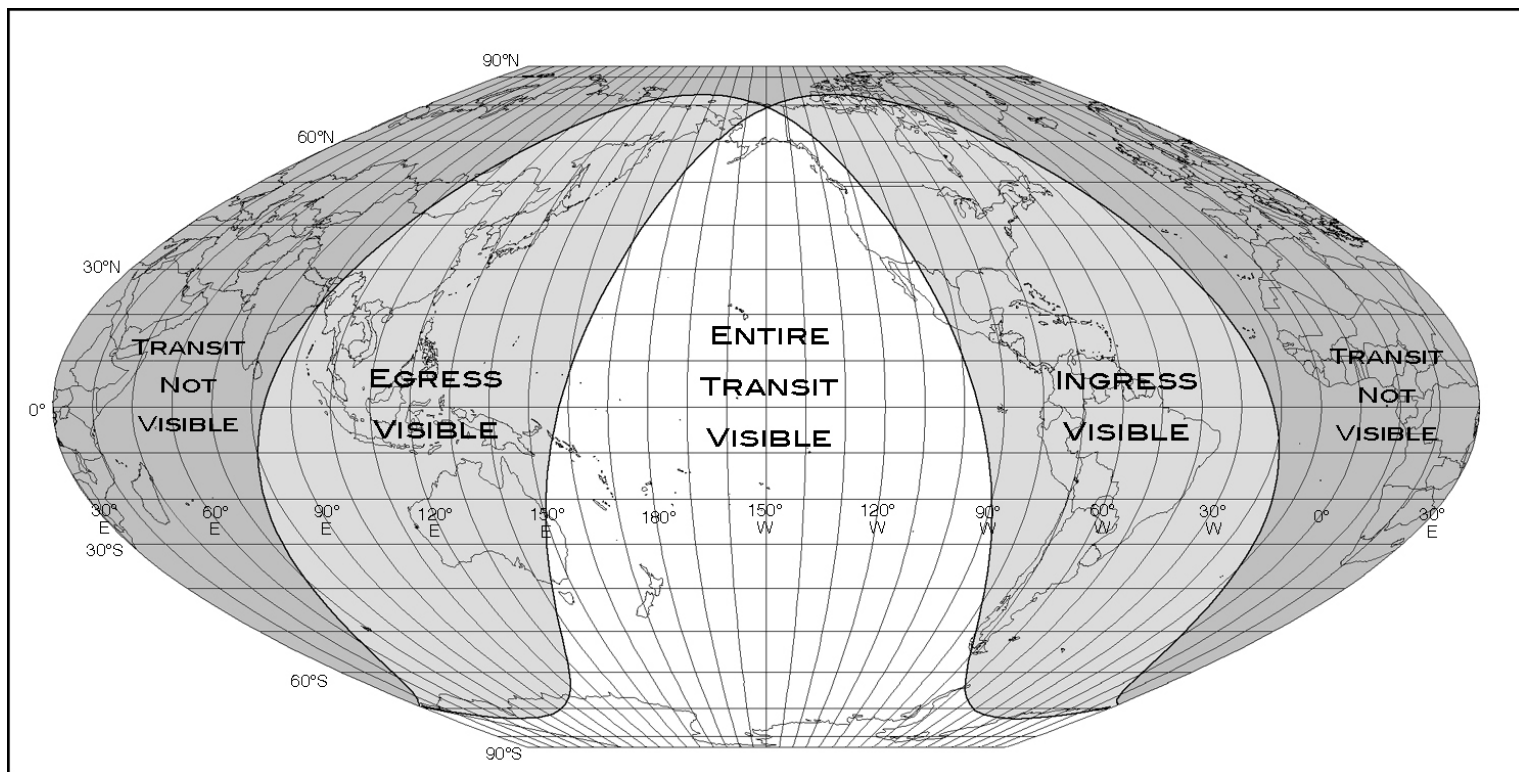 90°N
60°N
30°N
TRANSIT
NOT
VISIBLE
EGRESS
VISIBLE
ENTIRE
TRANSIT
VISIBLE
INGRESS
VISIBLE
TRANSIT
NOT
VISIBLE
0°
30°
E
60°
E
90°
E
120°
E
150°
E
180°
150°
W
120°
W
90°
W
60°
W
30°
W
0°
30°
E
30°S
60°S
90°S